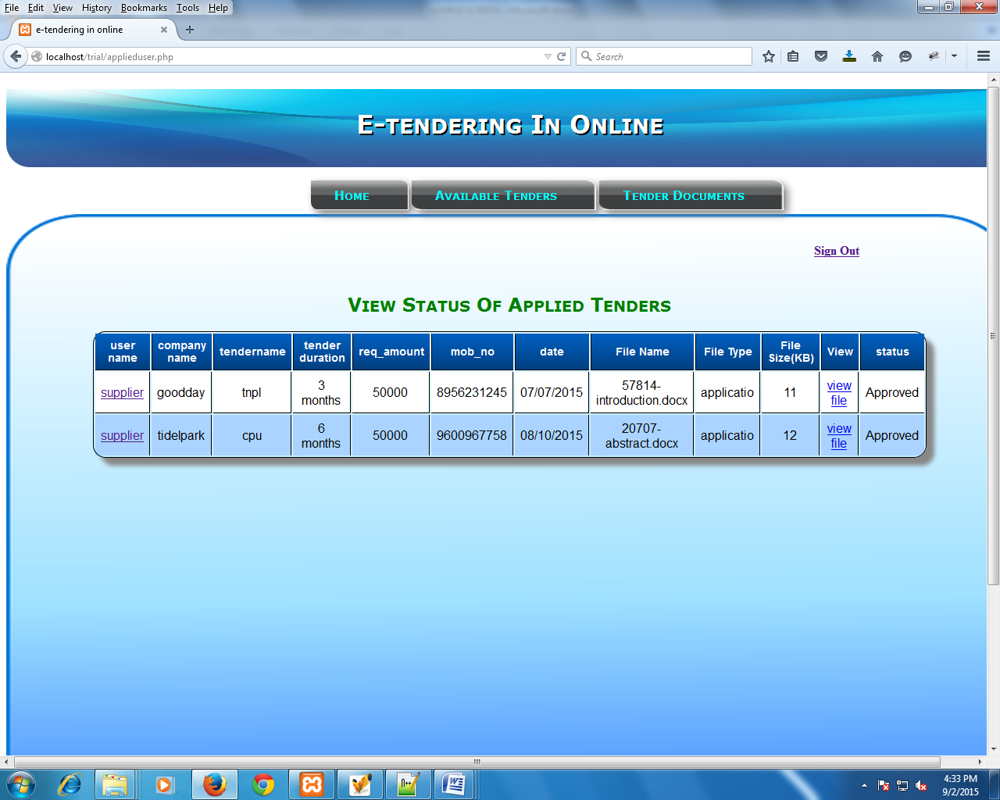 File Edit View History Bookmarks Tools Help
e-tendering in online
localhost/trial/applieduser.php
Search
E-tendering In Online
Home Available Tenders Tender Documents
Sign Out
View Status Of Applied Tenders
user name company name tendername tender duration req_amount mob_no date File Name File Type File Size(KB) View status
supplier goodday tnpl 3 months 50000 8956231245 07/07/2015 57814-introduction.docx applicatio 11 view file Approved
supplier tidelpark cpu 6 months 50000 9600967758 08/10/2015 20707-abstract.docx applicatio 12 view file Approved
4:33 PM
9/2/2015